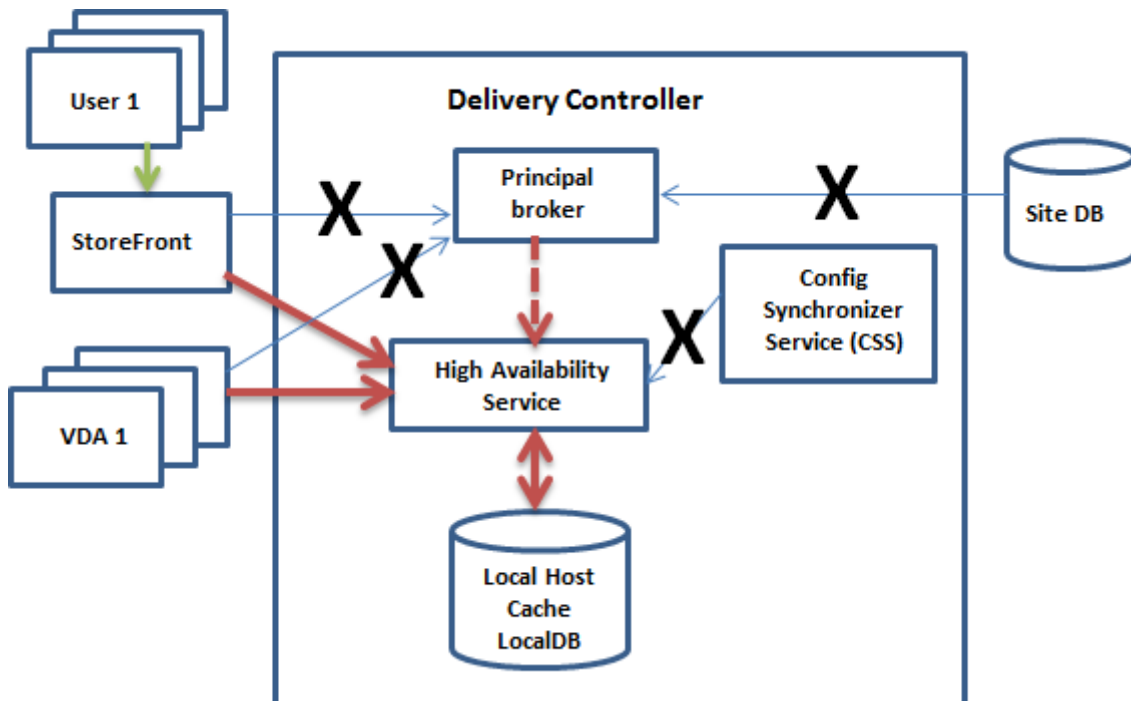 User 1
Delivery Controller
Principal
broker
X
X
X
StoreFront
Site DB
Config
Synchronizer
Service (CSS)
X
High Availability
Service
VDA 1
Local Host
Cache
LocalDB